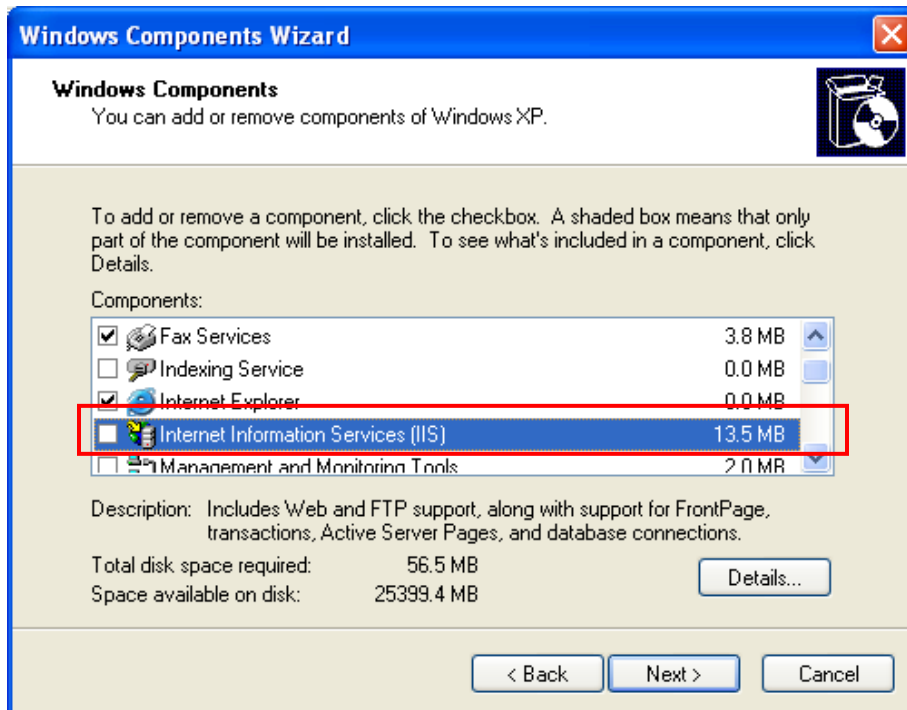 Windows Components Wizard
Windows Components
You can add or remove components of Windows XP.
To add or remove a component, click the checkbox. A shaded box means that only
part of the component will be installed. To see what's included in a component, click
Details.
Components:
Fax Services 3.8 MB
Indexing Service 0.0 MB
Internet Explorer 0.0 MB
Internet Information Services (IIS) 13.5 MB
Management and Monitoring Tools 2.0 MB
Description: Includes Web and FTP support, along with support for FrontPage,
transactions, Active Server Pages, and database connections.
Total disk space required: 56.5 MB
Space available on disk: 25399.4 MB
Details...
< Back Next > Cancel